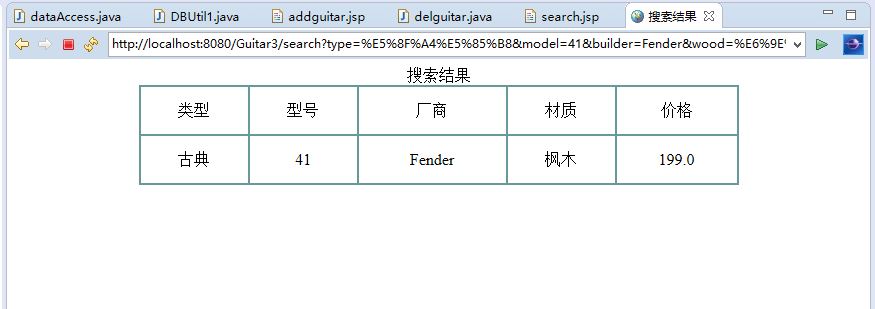 dataAccess.java DBUtil1.java addguitar.jsp delguitar.java search.jsp 搜索结果
http://localhost:8080/Guitar3/search?type=%E5%8F%A4%E5%85%B8&model=41&builder=Fender&wood=%E6%9E%
搜索结果
类型 型号 厂商 材质 价格
古典 41 Fender 枫木 199.0